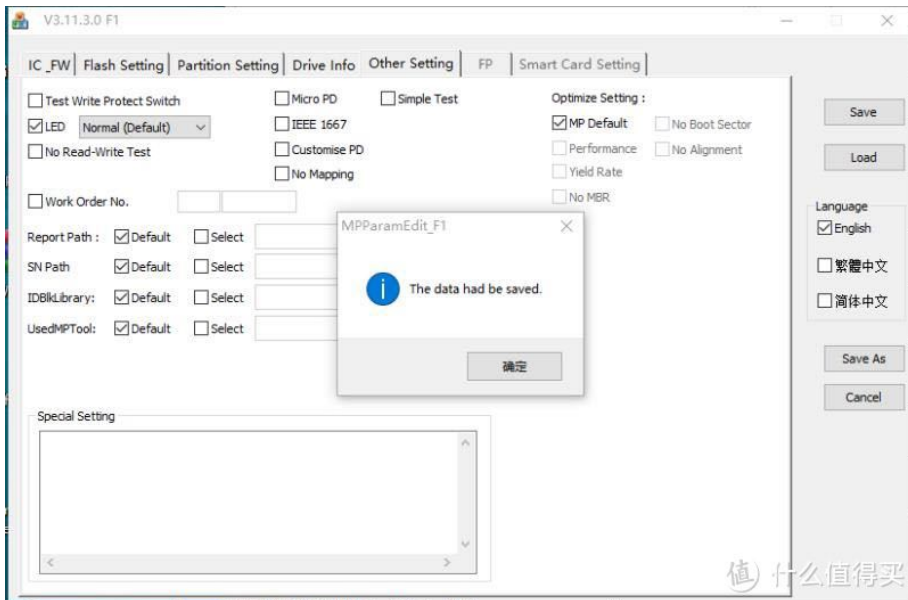 V3.11.3.0 F1
IC _FW Flash Setting Partition Setting Drive Info Other Setting FP Smart Card Setting
Test Write Protect Switch
LED Normal (Default)
No Read-Write Test
Work Order No.
Micro PD
IEEE 1667
Customise PD
No Mapping
Simple Test
Optimize Setting :
MP Default No Boot Sector
Performance No Alignment
Yield Rate
No MBR
Report Path : Default Select
SN Path Default Select
IDBlkLibrary: Default Select
UsedMPTool: Default Select
MPParamEdit_F1
The data had be saved.
确定
Special Setting
Save
Load
Language
English
繁體中文
简体中文
Save As
Cancel
值 什么值得买